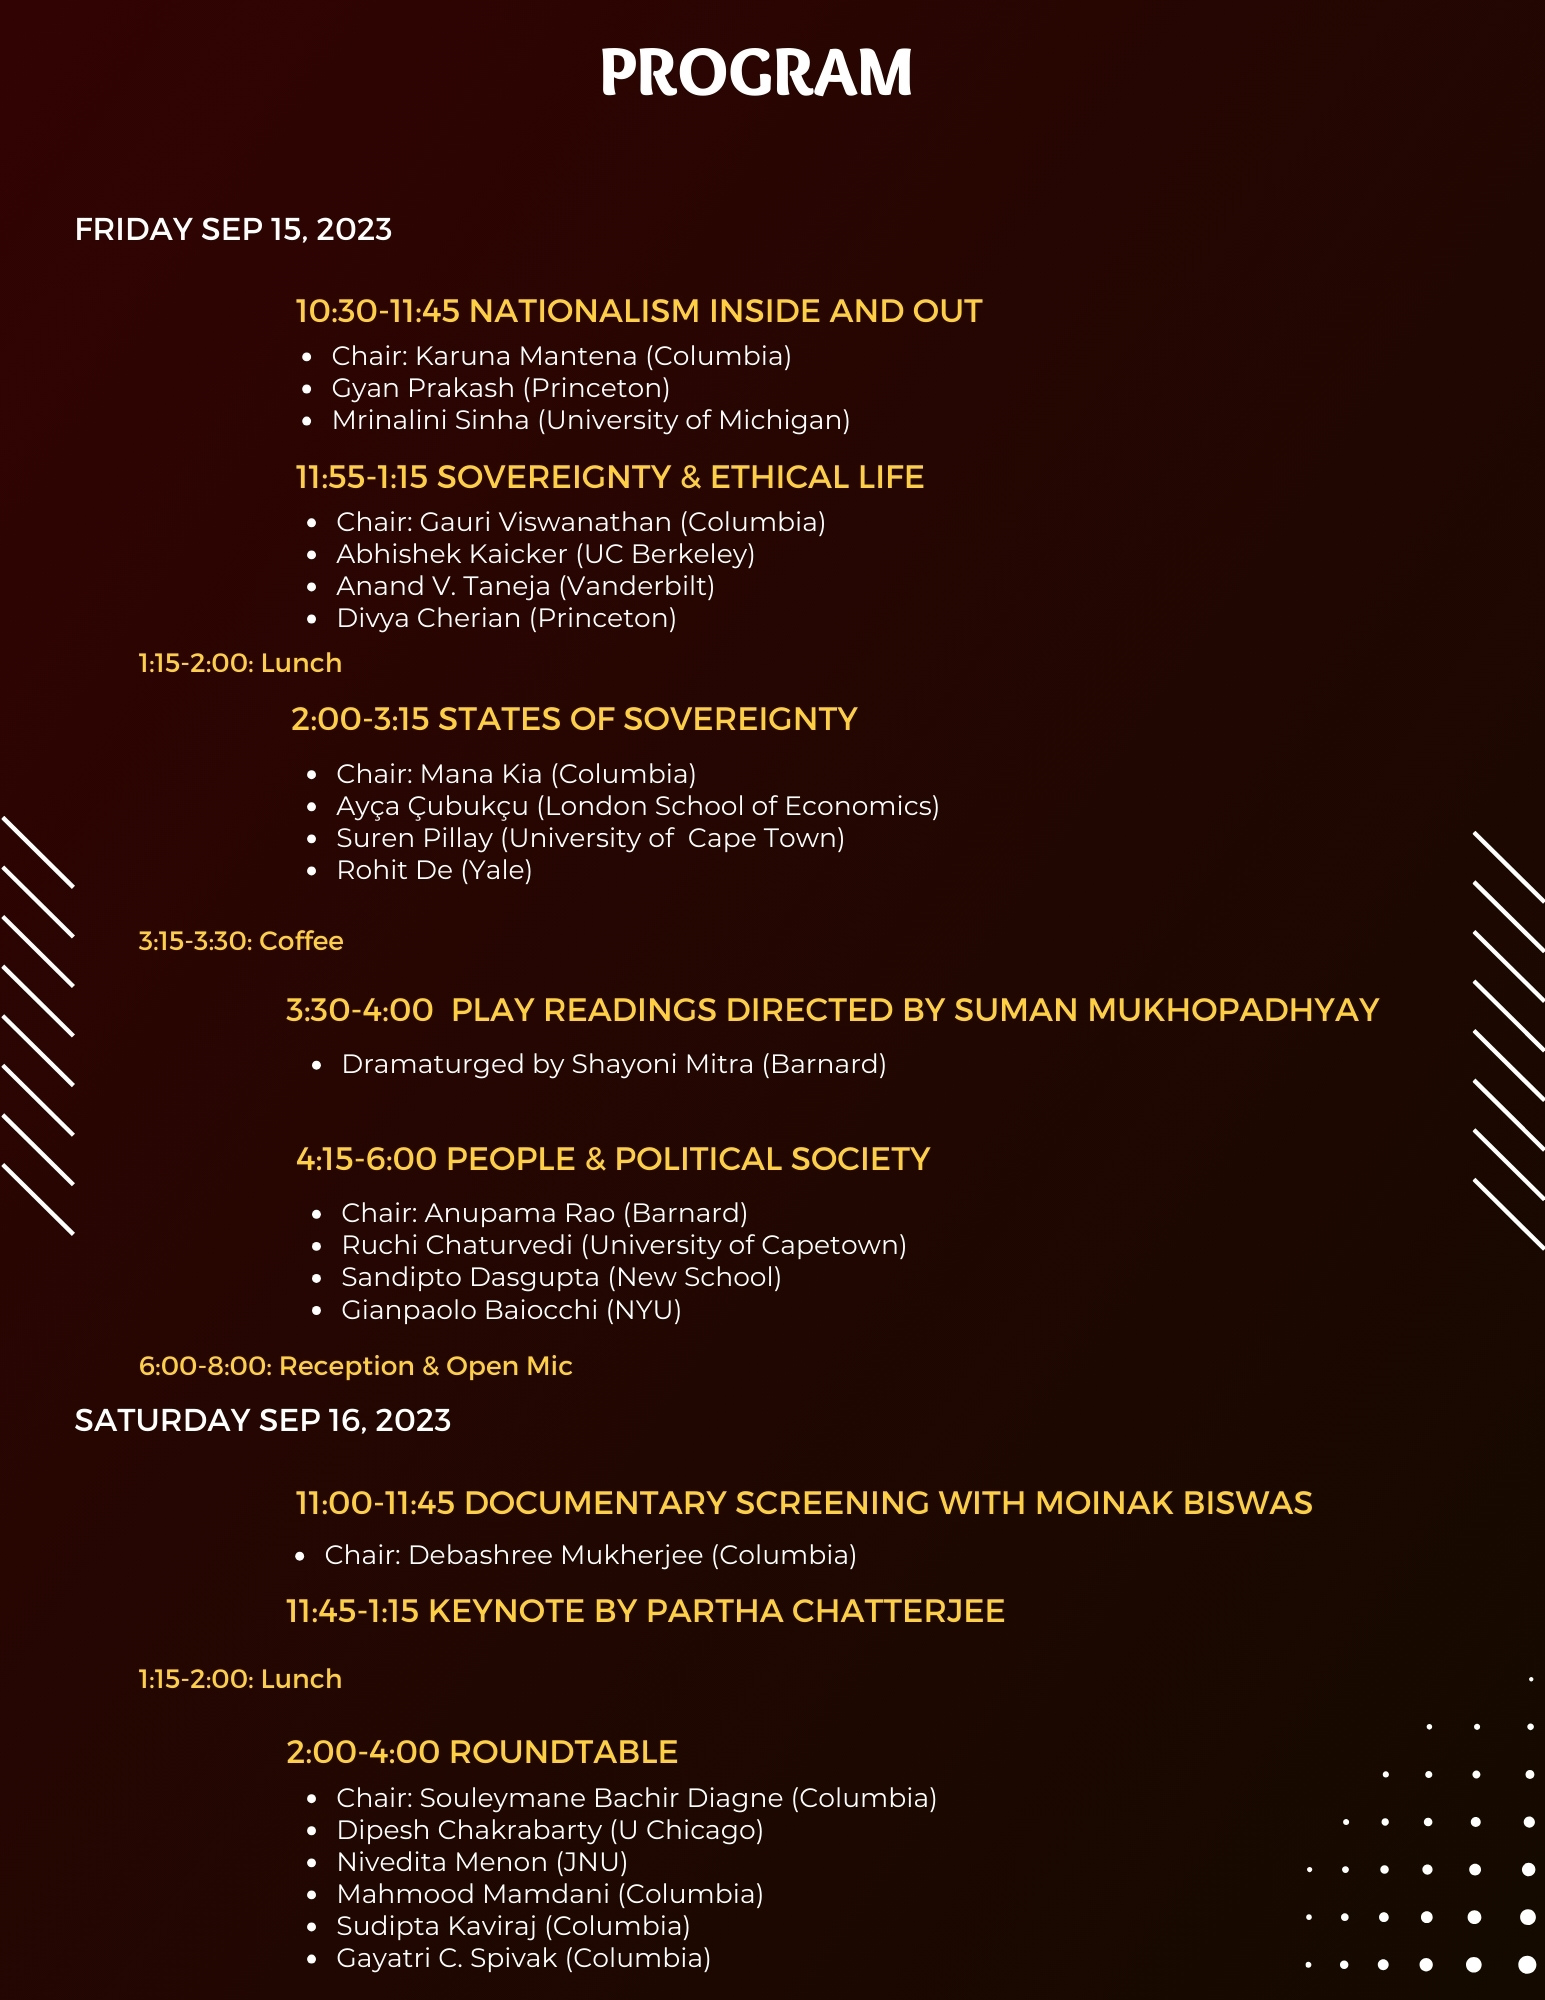 PROGRAM
FRIDAY SEP 15, 2023
10:30-11:45 NATIONALISM INSIDE AND OUT
• Chair: Karuna Mantena (Columbia)
• Gyan Prakash (Princeton)
• Mrinalini Sinha (University of Michigan)
11:55-1:15 SOVEREIGNTY & ETHICAL LIFE
• Chair: Gauri Viswanathan (Columbia)
• Abhishek Kaicker (UC Berkeley)
• Anand V. Taneja (Vanderbilt)
• Divya Cherian (Princeton)
1:15-2:00: Lunch
2:00-3:15 STATES OF SOVEREIGNTY
• Chair: Mana Kia (Columbia)
• Ayça Çubukçu (London School of Economics)
• Suren Pillay (University of  Cape Town)
• Rohit De (Yale)
3:15-3:30: Coffee
3:30-4:00  PLAY READINGS DIRECTED BY SUMAN MUKHOPADHYAY
• Dramaturged by Shayoni Mitra (Barnard)
4:15-6:00 PEOPLE & POLITICAL SOCIETY
• Chair: Anupama Rao (Barnard)
• Ruchi Chaturvedi (University of Capetown)
• Sandipto Dasgupta (New School)
• Gianpaolo Baiocchi (NYU)
6:00-8:00: Reception & Open Mic
SATURDAY SEP 16, 2023
11:00-11:45 DOCUMENTARY SCREENING WITH MOINAK BISWAS
• Chair: Debashree Mukherjee (Columbia)
11:45-1:15 KEYNOTE BY PARTHA CHATTERJEE
1:15-2:00: Lunch
2:00-4:00 ROUNDTABLE
• Chair: Souleymane Bachir Diagne (Columbia)
• Dipesh Chakrabarty (U Chicago)
• Nivedita Menon (JNU)
• Mahmood Mamdani (Columbia)
• Sudipta Kaviraj (Columbia)
• Gayatri C. Spivak (Columbia)